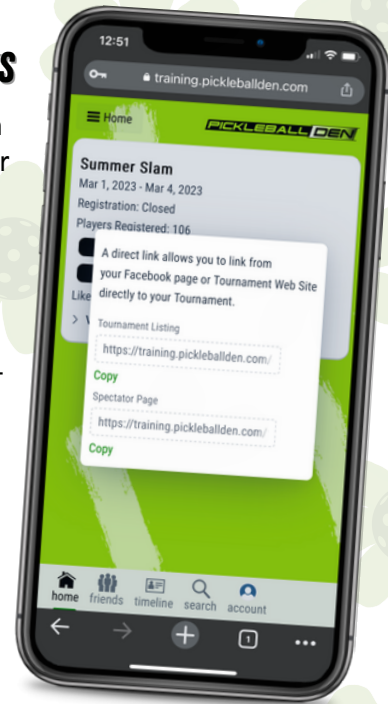 S
r
12:51
training.pickleballden.com
Home
PICKLEBALL DEN
Summer Slam
Mar 1, 2023 - Mar 4, 2023
Registration: Closed
Players Registered: 106
A direct link allows you to link from
your Facebook page or Tournament Web Site
directly to your Tournament.
Like
Tournament Listing
https://training.pickleballden.com/
Copy
Spectator Page
https://training.pickleballden.com/
Copy
home friends timeline search account
1